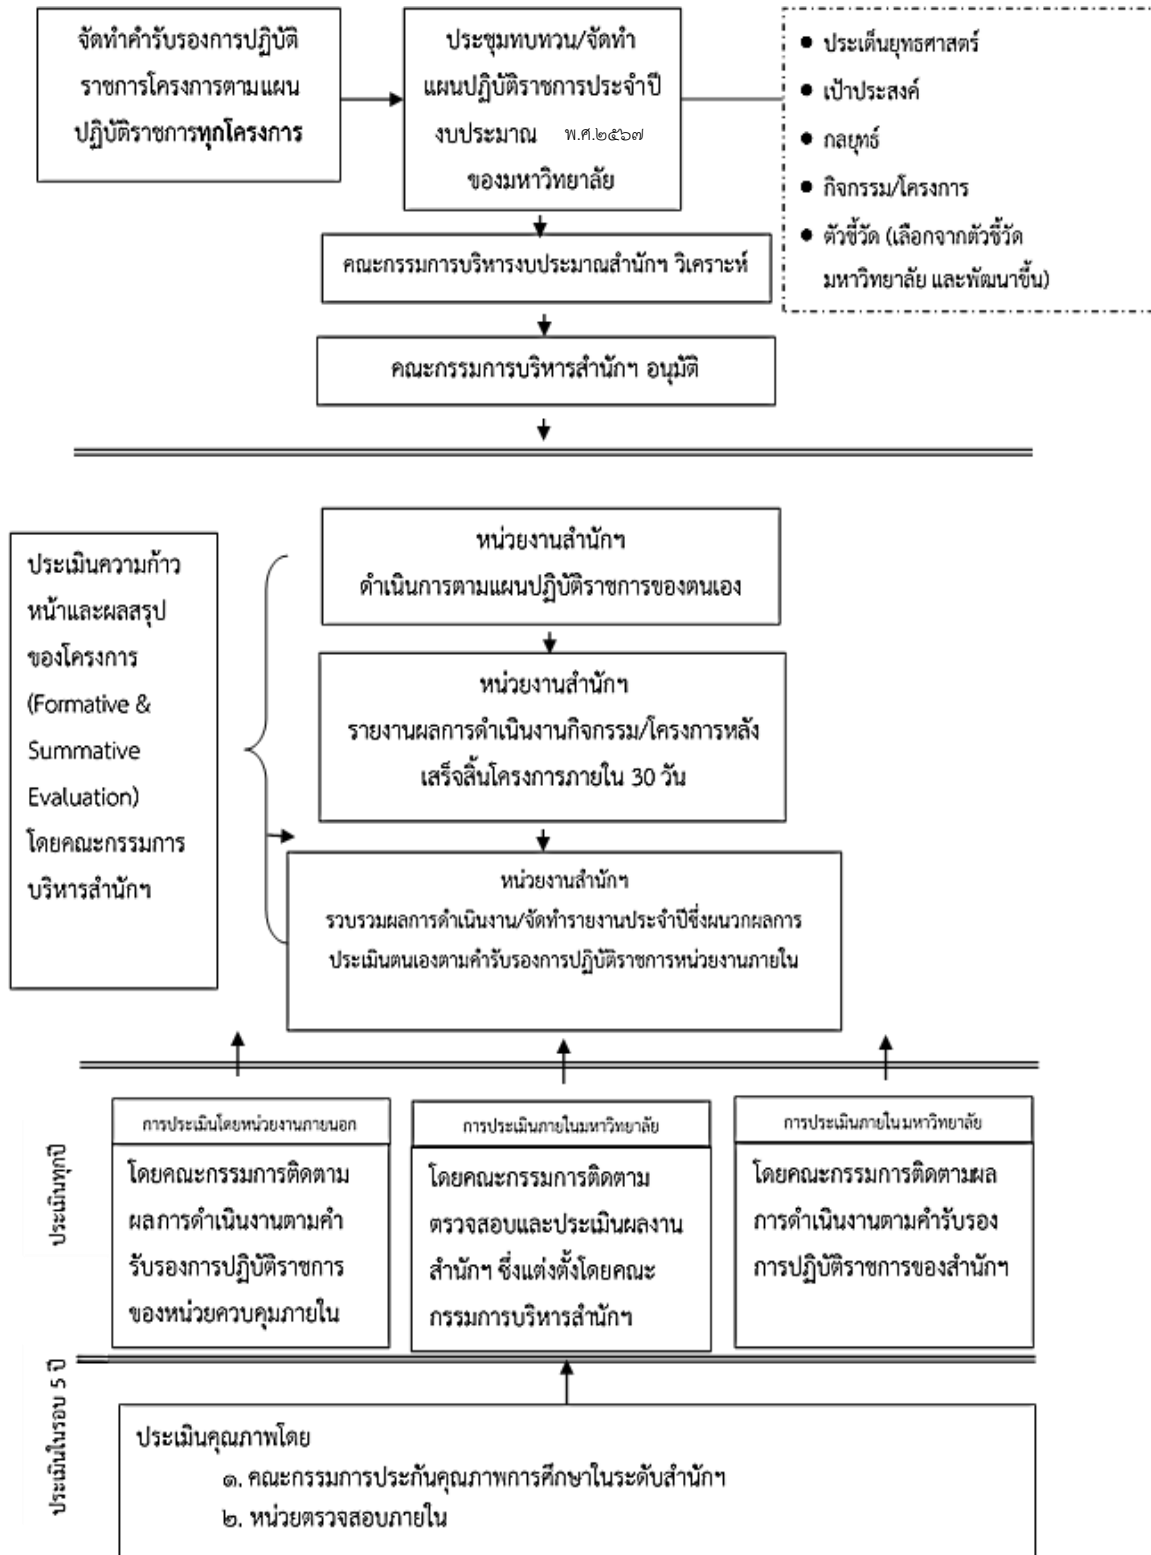 จัดทำคำรับรองการปฏิบัติ
ราชการโครงการตามแผน
ปฏิบัติราชการทุกโครงการ
ประชุมทบทวน/จัดทำ
แผนปฏิบัติราชการประจำปี
งบประมาณ พ.ศ.๒๕๖๗
ของมหาวิทยาลัย
● ประเด็นยุทธศาสตร์
● เป้าประสงค์
● กลยุทธ์
● กิจกรรม/โครงการ
● ตัวชี้วัด (เลือกจากตัวชี้วัด
มหาวิทยาลัย และพัฒนาขึ้น)
คณะกรรมการบริหารงบประมาณสำนักฯ วิเคราะห์
คณะกรรมการบริหารสำนักฯ อนุมัติ
ประเมินความก้าว
หน้าและผลสรุป
ของโครงการ
(Formative &
Summative
Evaluation)
โดยคณะกรรมการ
บริหารสำนักฯ
หน่วยงานสำนักฯ
ดำเนินการตามแผนปฏิบัติราชการของตนเอง
หน่วยงานสำนักฯ
รายงานผลการดำเนินงานกิจกรรม/โครงการหลัง
เสร็จสิ้นโครงการภายใน 30 วัน
หน่วยงานสำนักฯ
รวบรวมผลการดำเนินงาน/จัดทำรายงานประจำปีซึ่งผนวกผลการ
ประเมินตนเองตามคำรับรองการปฏิบัติราชการหน่วยงานภายใน
ประเมินทุกปี
การประเมินโดยหน่วยงานภายนอก
โดยคณะกรรมการติดตาม
ผลการดำเนินงานตามคำ
รับรองการปฏิบัติราชการ
ของหน่วยควบคุมภายใน
การประเมินภายในมหาวิทยาลัย
โดยคณะกรรมการติดตาม
ตรวจสอบและประเมินผลงาน
สำนักฯ ซึ่งแต่งตั้งโดยคณะ
กรรมการบริหารสำนักฯ
การประเมินภายในมหาวิทยาลัย
โดยคณะกรรมการติดตามผล
การดำเนินงานตามคำรับรอง
การปฏิบัติราชการของสำนักฯ
ประเมินในรอบ 5 ปี
ประเมินคุณภาพโดย
๑. คณะกรรมการประกันคุณภาพการศึกษาในระดับสำนักฯ
๒. หน่วยตรวจสอบภายใน